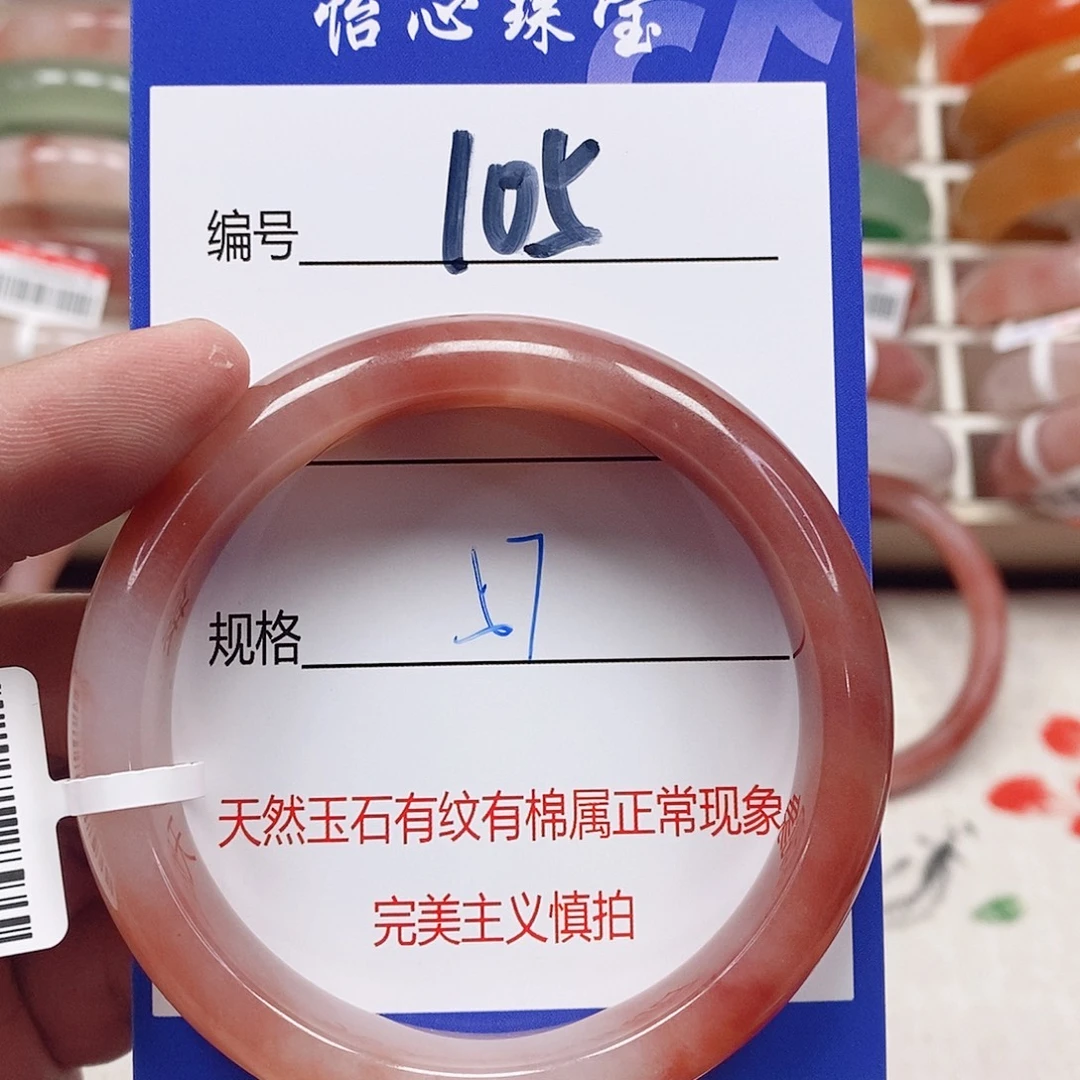 怡心珠宝
编号 105
规格 57
天然玉石有纹有棉属正常现象
完美主义慎拍